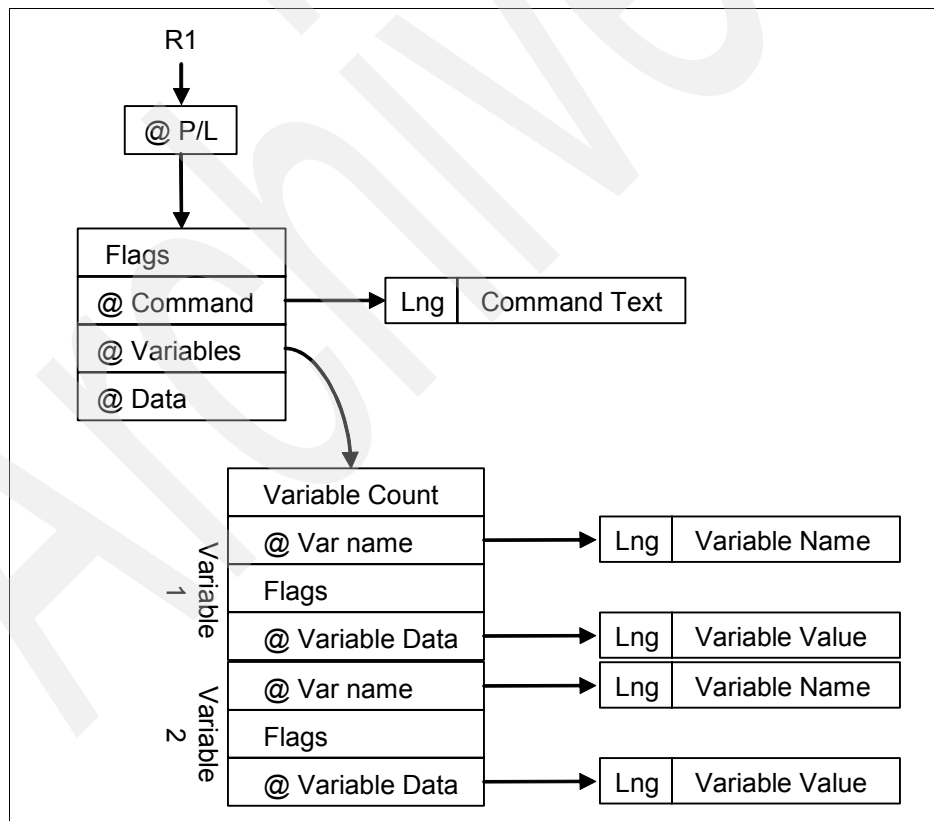 R1
@ P/L
Flags
@ Command
Lng Command Text
@ Variables
@ Data
Variable Count
Variable 1
@ Var name
Lng Variable Name
Flags
@ Variable Data
Lng Variable Value
Variable 2
@ Var name
Lng Variable Name
Flags
@ Variable Data
Lng Variable Value